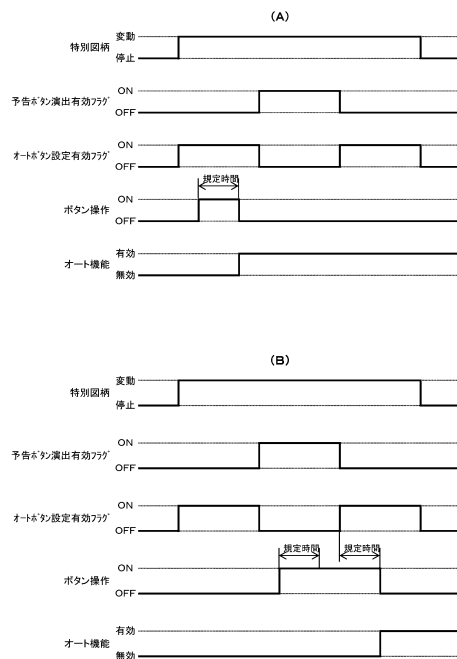 (A)
特別図柄
変動
停止
予告ボタン演出有効フラグ
ON
OFF
オートボタン設定有効フラグ
ON
OFF
規定時間
ボタン操作
ON
OFF
オート機能
有効
無効
(B)
特別図柄
変動
停止
予告ボタン演出有効フラグ
ON
OFF
オートボタン設定有効フラグ
ON
OFF
規定時間 規定時間
ボタン操作
ON
OFF
オート機能
有効
無効